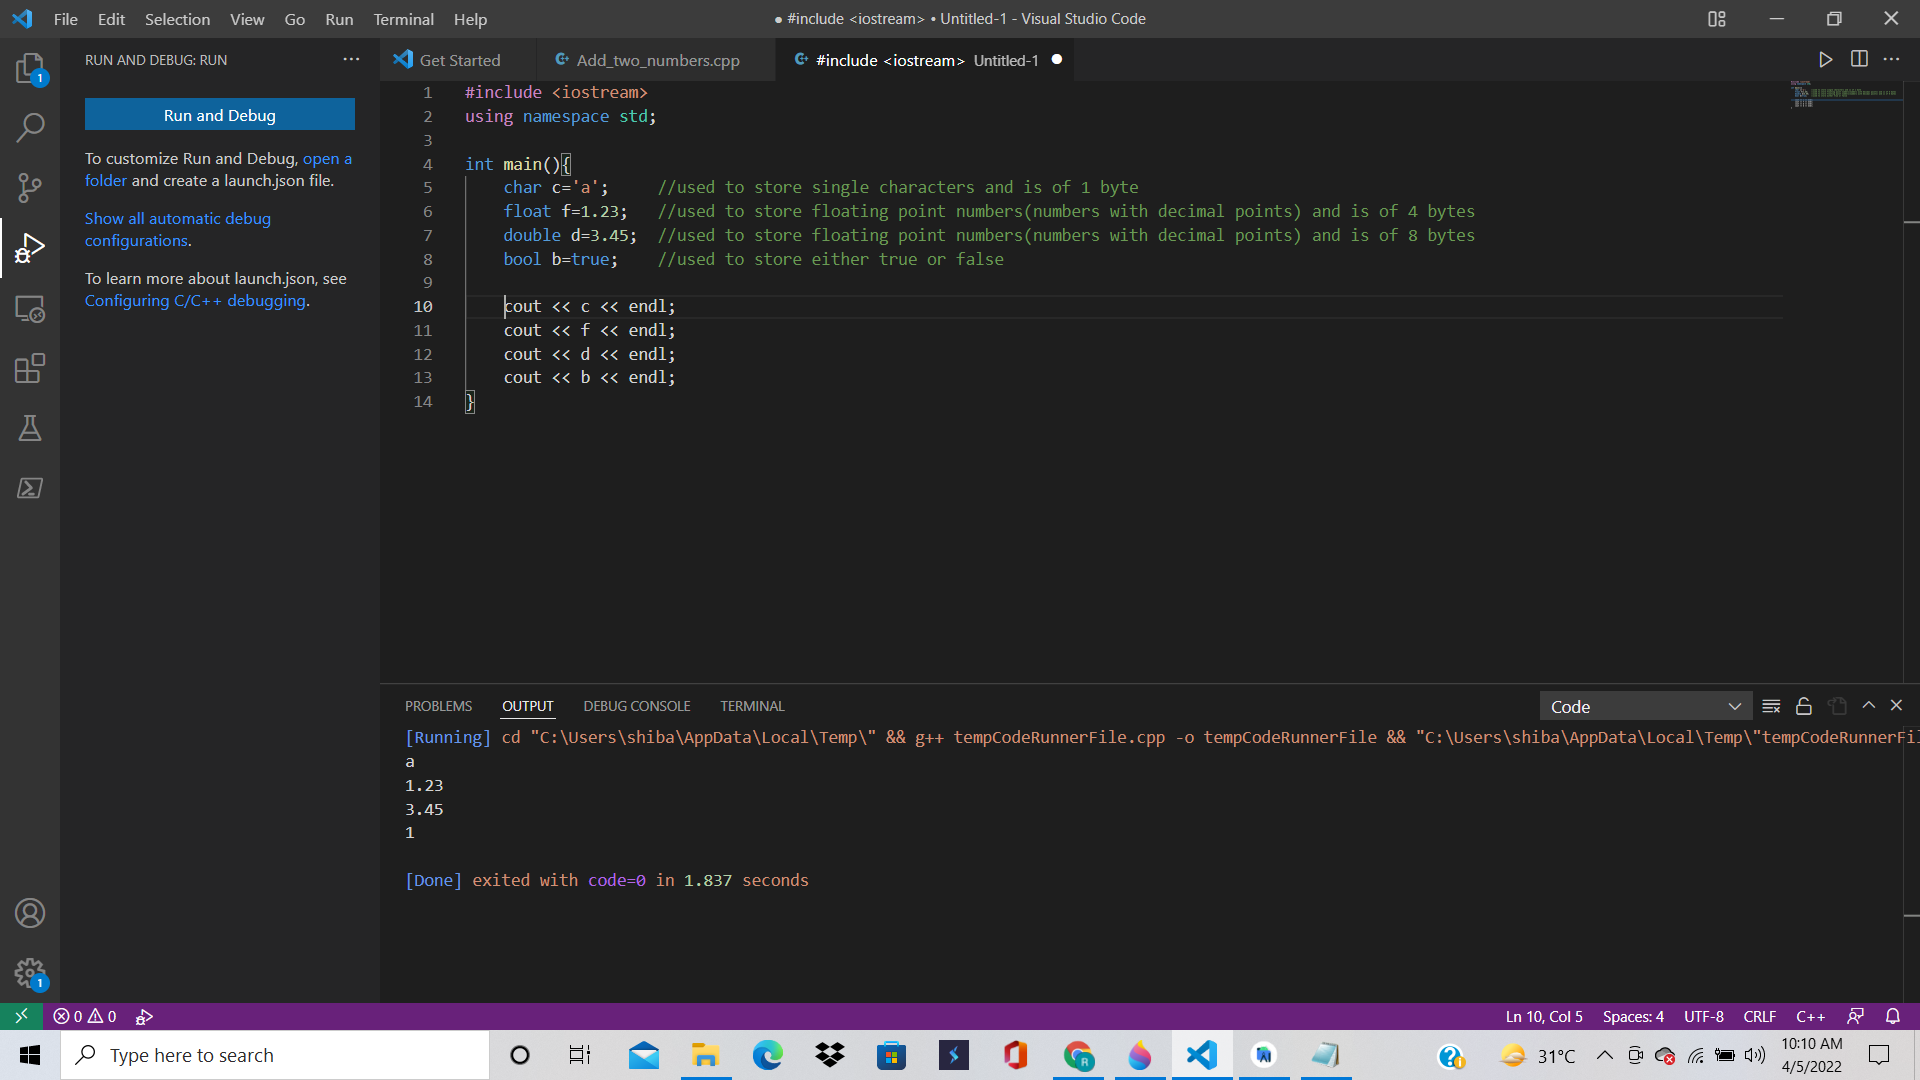 File Edit Selection View Go Run Terminal Help
● #include <iostream> • Untitled-1 - Visual Studio Code
RUN AND DEBUG: RUN
Get Started
Add_two_numbers.cpp
#include <iostream> Untitled-1
1
Run and Debug
To customize Run and Debug, open a
folder and create a launch.json file.
Show all automatic debug
configurations.
To learn more about launch.json, see
Configuring C/C++ debugging.
1 #include <iostream>
2 using namespace std;
3
4 int main(){
5 char c='a'; //used to store single characters and is of 1 byte
6 float f=1.23; //used to store floating point numbers(numbers with decimal points) and is of 4 bytes
7 double d=3.45; //used to store floating point numbers(numbers with decimal points) and is of 8 bytes
8 bool b=true; //used to store either true or false
9
10 cout << c << endl;
11 cout << f << endl;
12 cout << d << endl;
13 cout << b << endl;
14 }
PROBLEMS OUTPUT DEBUG CONSOLE TERMINAL
Code
[Running] cd "C:\Users\shiba\AppData\Local\Temp\" && g++ tempCodeRunnerFile.cpp -o tempCodeRunnerFile && "C:\Users\shiba\AppData\Local\Temp\"tempCodeRunnerFil
a
1.23
3.45
1
[Done] exited with code=0 in 1.837 seconds
1
0 0
Ln 10, Col 5 Spaces: 4 UTF-8 CRLF C++
Type here to search
31°C
10:10 AM
4/5/2022